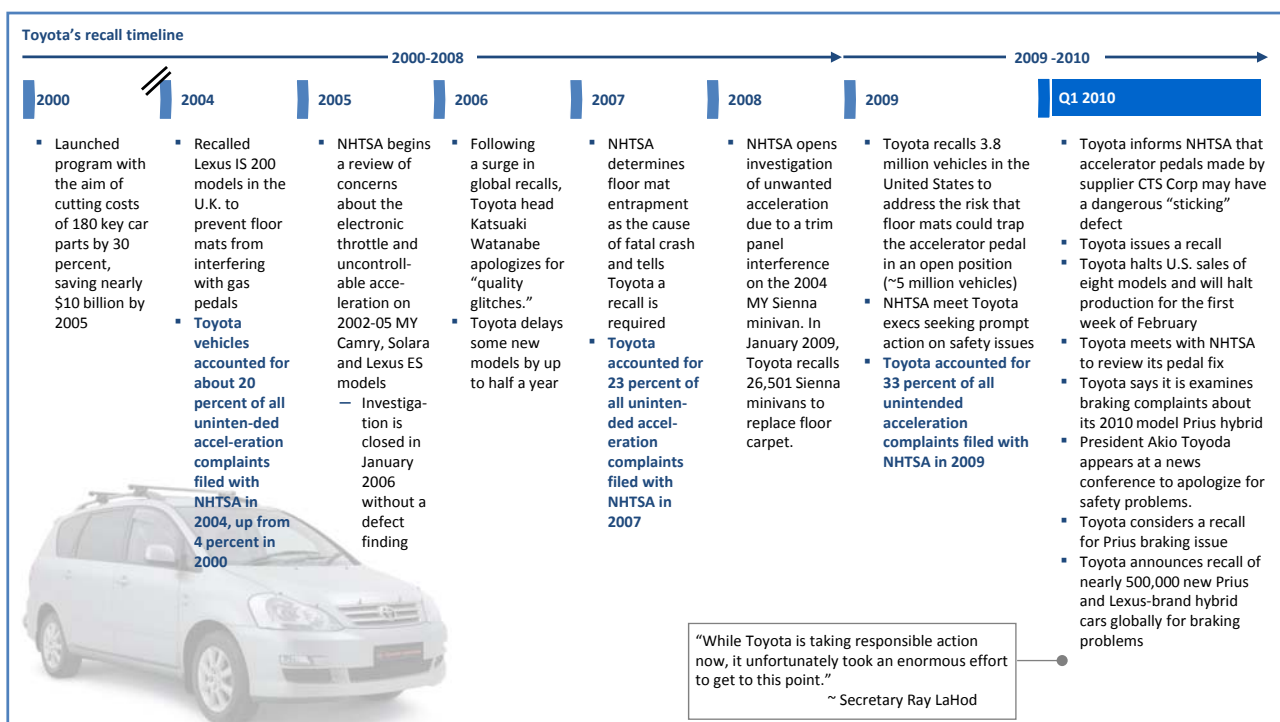 Toyota's recall timeline
2000-2008
2009 -2010
2000
Launched
program with
the aim of
cutting costs
of 180 key car
parts by 30
percent,
saving nearly
$10 billion by
2005
2004
Recalled
Lexus IS 200
models in the
U.K. to
prevent floor
mats from
interfering
with gas
pedals
Toyota
vehicles
accounted for
about 20
percent of all
uninten-ded
accel-eration
complaints
filed with
NHTSA in
2004, up from
4 percent in
2000
2005
NHTSA begins
a review of
concerns
about the
electronic
throttle and
uncontroll-
able acce-
leration on
2002-05 MY
Camry, Solara
and Lexus ES
models
— Investiga-
tion is
closed in
January
2006
without a
defect
finding
2006
Following
a surge in
global recalls,
Toyota head
Katsuaki
Watanabe
apologizes for
“quality
glitches.”
Toyota delays
some new
models by up
to half a year
2007
NHTSA
determines
floor mat
entrapment
as the cause
of fatal crash
and tells
Toyota a
recall is
required
Toyota
accounted for
23 percent of
all uninten-
ded accel-
eration
complaints
filed with
NHTSA in
2007
2008
NHTSA opens
investigation
of unwanted
acceleration
due to a trim
panel
interference
on the 2004
MY Sienna
minivan. In
January 2009,
Toyota recalls
26,501 Sienna
minivans to
replace floor
carpet.
2009
Toyota recalls 3.8
million vehicles in the
United States to
address the risk that
floor mats could trap
the accelerator pedal
in an open position
(~5 million vehicles)
NHTSA meet Toyota
execs seeking prompt
action on safety issues
Toyota accounted for
33 percent of all
unintended
acceleration
complaints filed with
NHTSA in 2009
Q1 2010
Toyota informs NHTSA that
accelerator pedals made by
supplier CTS Corp may have
a dangerous “sticking”
defect
Toyota issues a recall
Toyota halts U.S. sales of
eight models and will halt
production for the first
week of February
Toyota meets with NHTSA
to review its pedal fix
Toyota says it is examines
braking complaints about
its 2010 model Prius hybrid
President Akio Toyoda
appears at a news
conference to apologize for
safety problems.
Toyota considers a recall
for Prius braking issue
Toyota announces recall of
nearly 500,000 new Prius
and Lexus-brand hybrid
cars globally for braking
problems
“While Toyota is taking responsible action
now, it unfortunately took an enormous effort
to get to this point.”
~ Secretary Ray LaHod